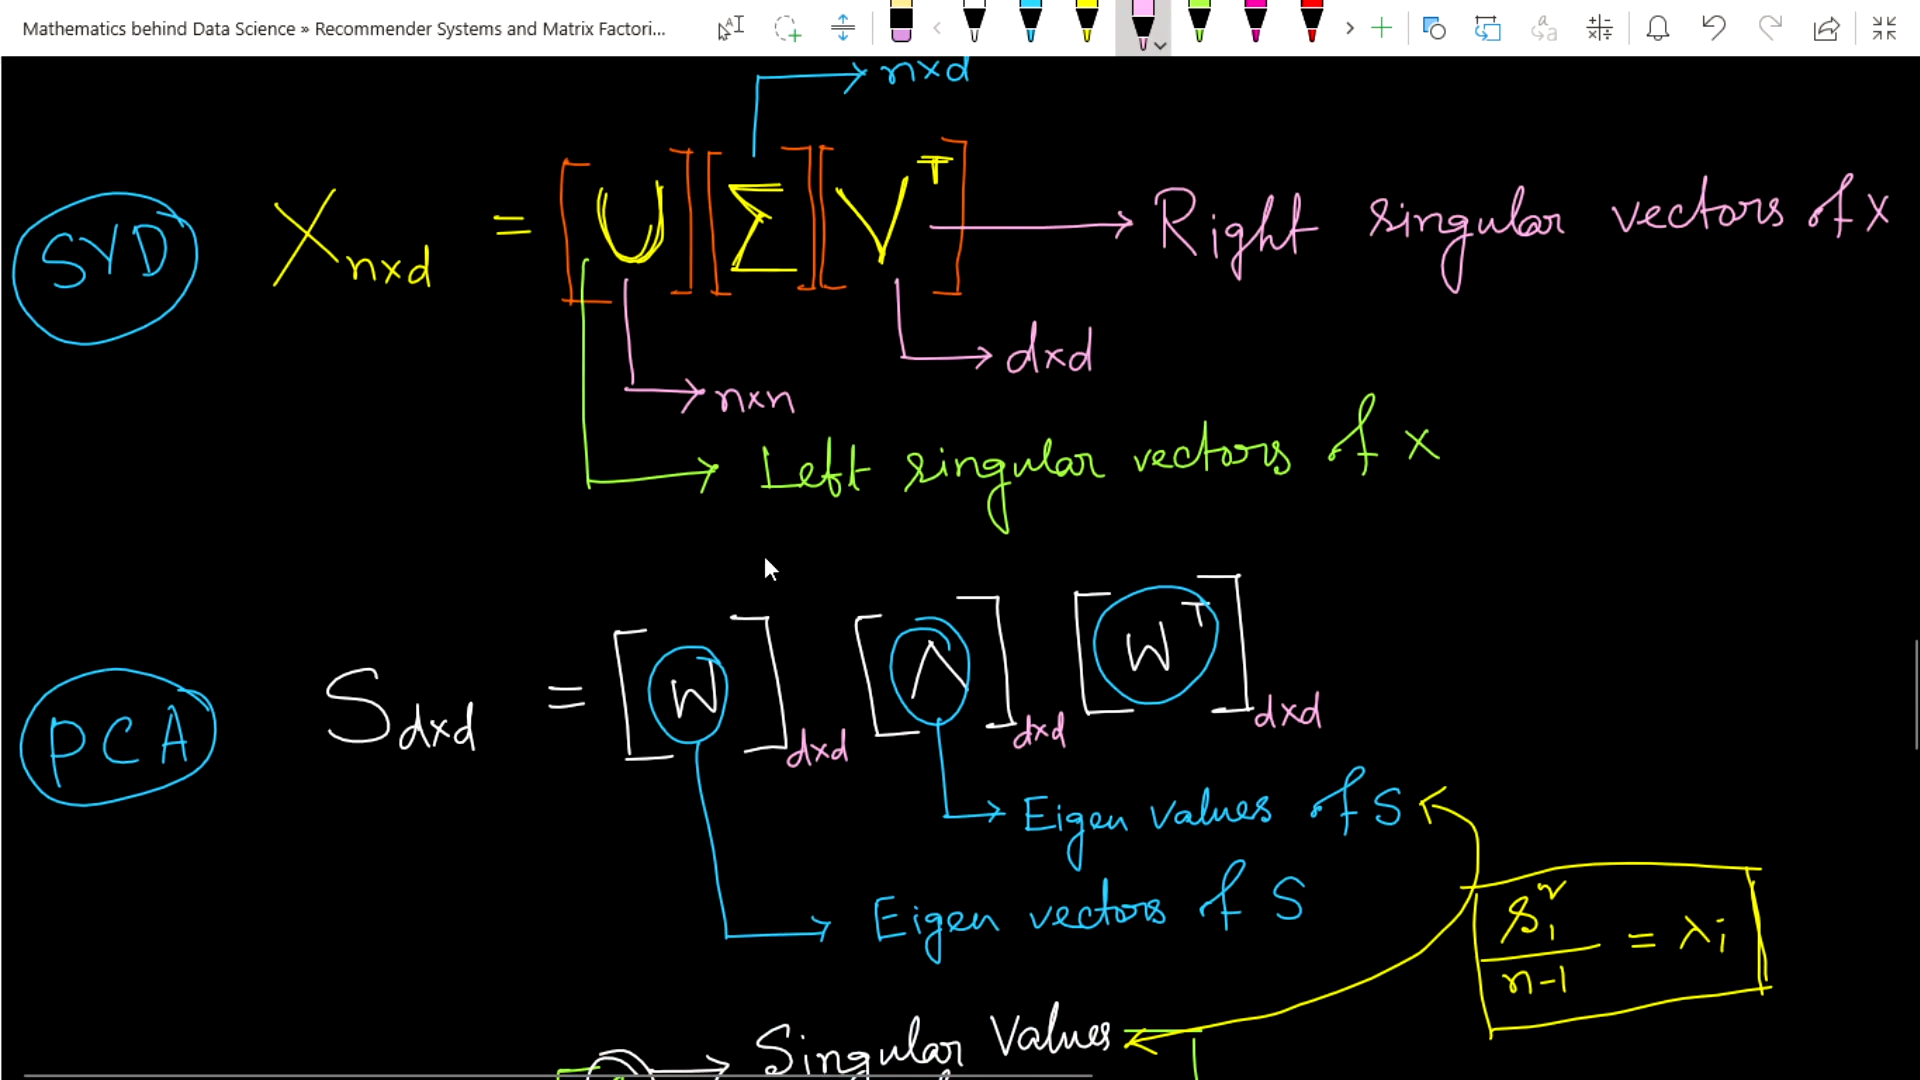 Mathematics behind Data Science » Recommender Systems and Matrix Factori...
n×d
SVD X n×d = [U] [Σ] [V^T] → Right singular vectors of X
→ d×d
→ n×n
→ Left singular vectors of X
PCA S d×d = [W] d×d [Λ] d×d [W^T] d×d
→ Eigen values of S
→ Eigen vectors of S
s_i^2 / n-1 = λi
→ Singular Values